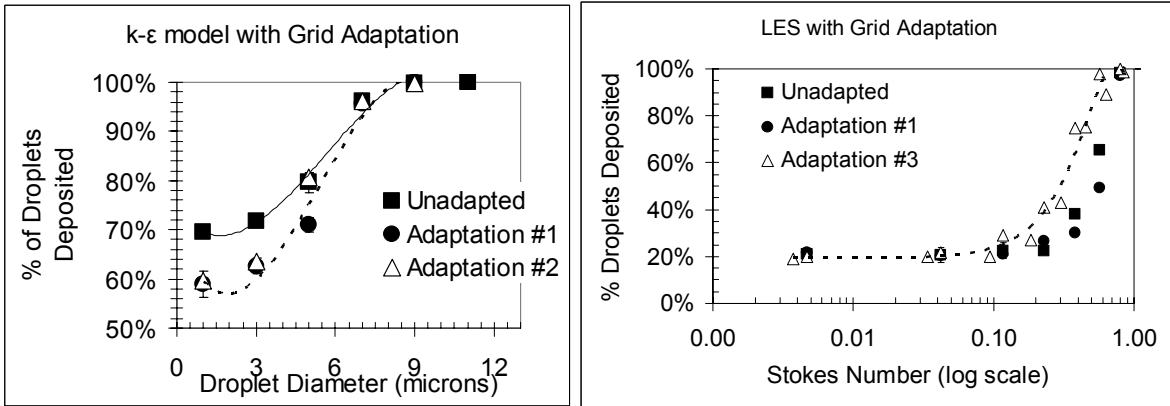 k-ε model with Grid Adaptation
100%
90%
80%
70%
60%
50%
% of Droplets
Deposited
Unadapted
Adaptation #1
Adaptation #2
0
3
6
9
12
Droplet Diameter (microns)
LES with Grid Adaptation
100%
80%
60%
40%
20%
0%
% Droplets Deposited
Unadapted
Adaptation #1
Adaptation #3
0.00
0.01
0.10
1.00
Stokes Number (log scale)